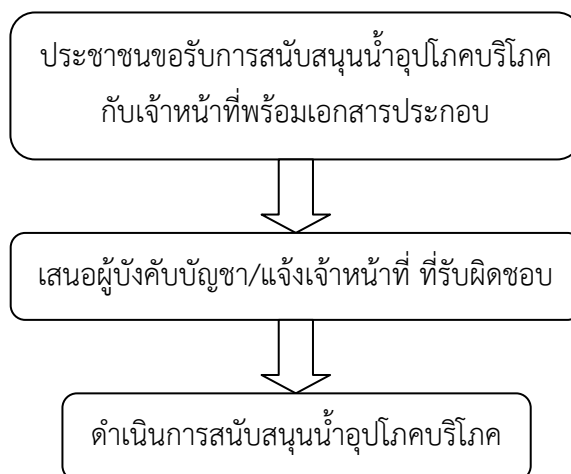 ประชาชนขอรับการสนับสนุนน้ำอุปโภคบริโภค
กับเจ้าหน้าที่พร้อมเอกสารประกอบ
เสนอผู้บังคับบัญชา/แจ้งเจ้าหน้าที่ ที่รับผิดชอบ
ดำเนินการสนับสนุนน้ำอุปโภคบริโภค